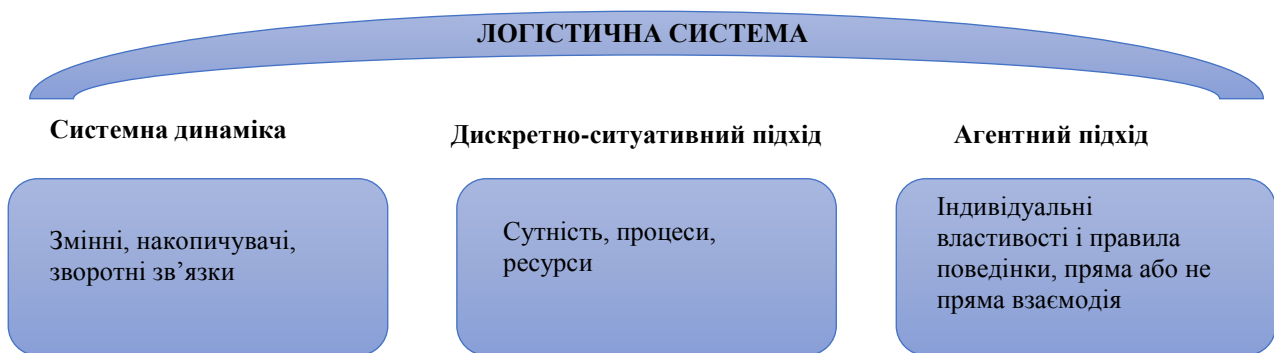 ЛОГІСТИЧНА СИСТЕМА
Системна динаміка
Дискретно-ситуативний підхід
Агентний підхід
Змінні, накопичувачі,
зворотні зв’язки
Сутність, процеси,
ресурси
Індивідуальні
властивості і правила
поведінки, пряма або не
пряма взаємодія